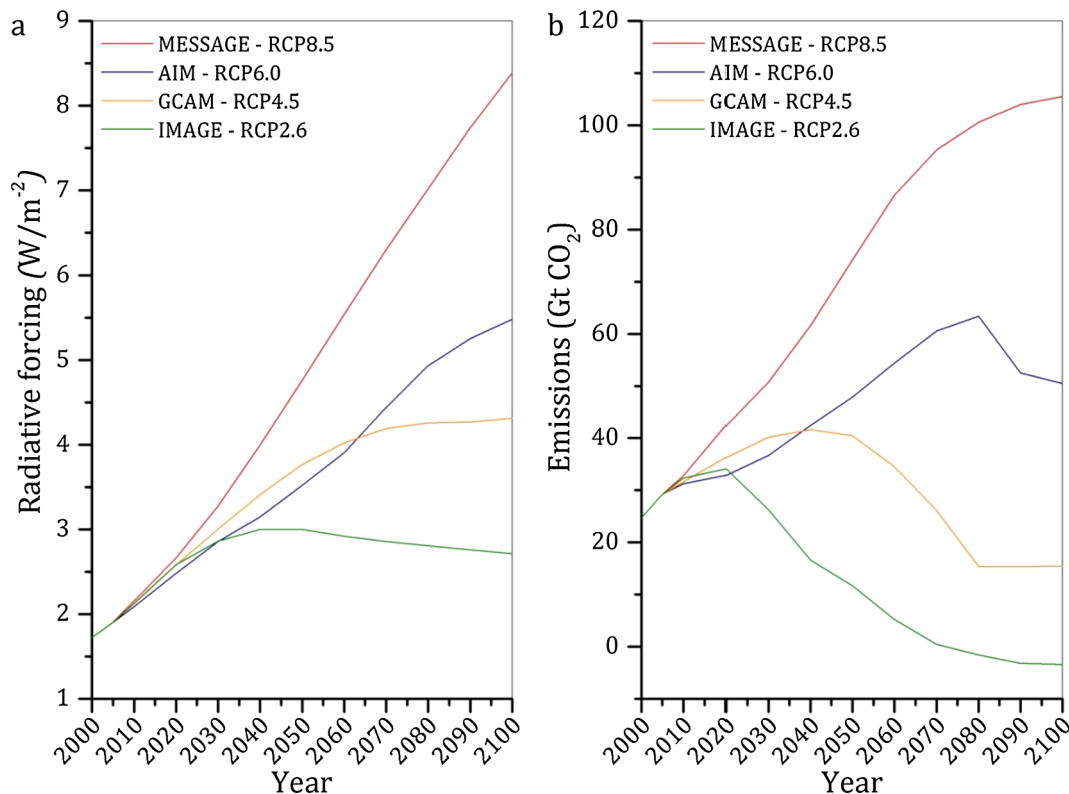 a
9
8
7
6
5
4
3
2
1
Radiative forcing (W/m⁻²)
MESSAGE - RCP8.5
AIM - RCP6.0
GCAM - RCP4.5
IMAGE - RCP2.6
2000 2010 2020 2030 2040 2050 2060 2070 2080 2090 2100
Year
b
120
100
80
60
40
20
0
Emissions (Gt CO₂)
MESSAGE - RCP8.5
AIM - RCP6.0
GCAM - RCP4.5
IMAGE - RCP2.6
2000 2010 2020 2030 2040 2050 2060 2070 2080 2090 2100
Year